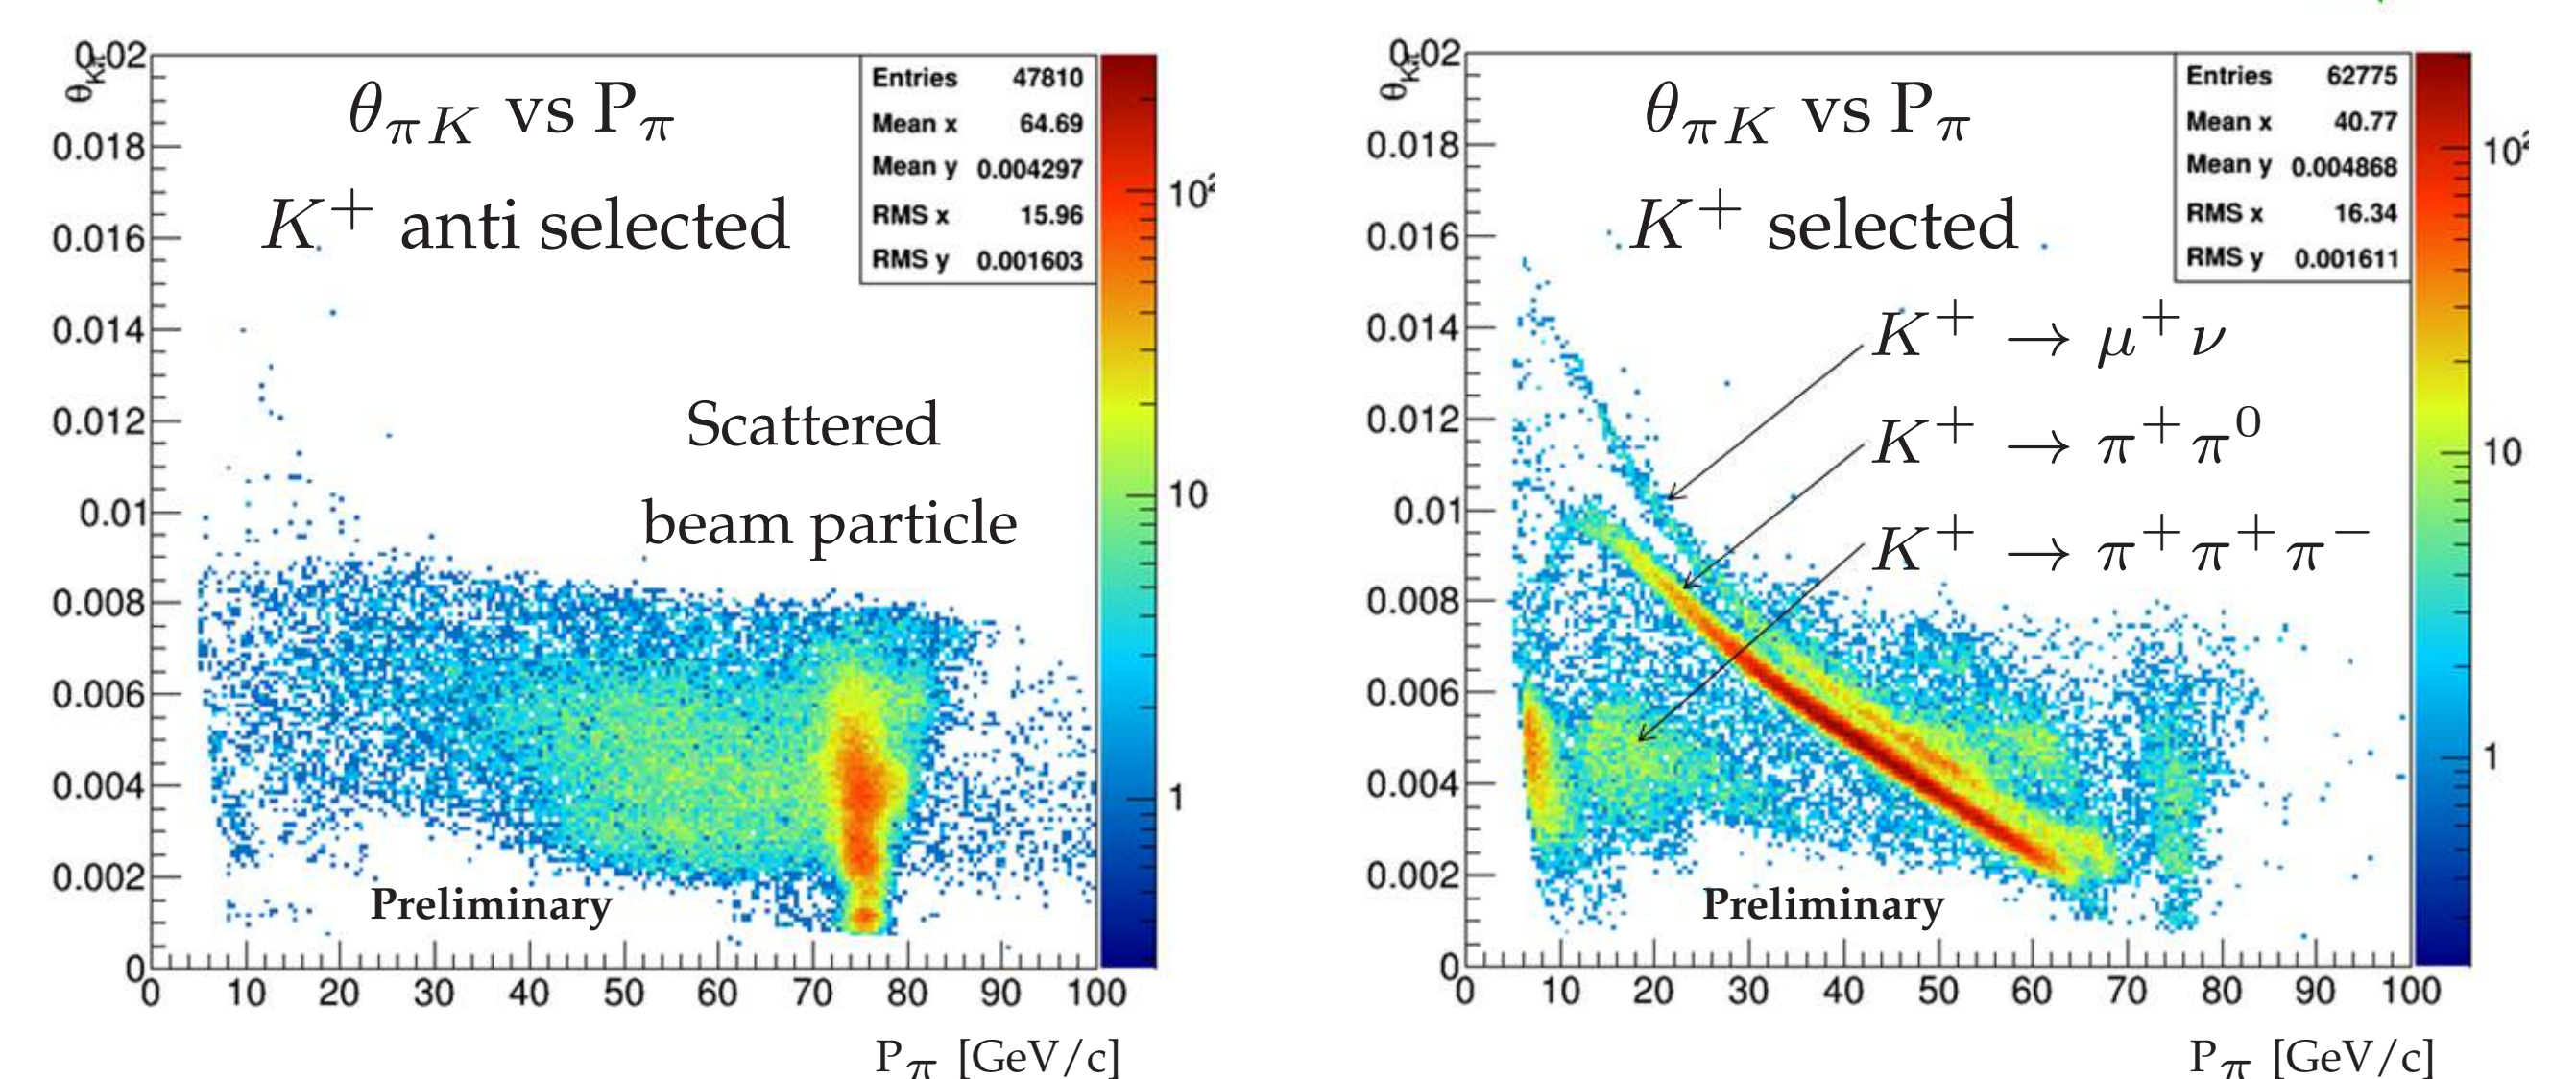 0.02
θKπ
0.018
0.016
0.014
0.012
0.01
0.008
0.006
0.004
0.002
0
θπK vs Pπ
K+ anti selected
Entries 47810
Mean x 64.69
Mean y 0.004297
RMS x 15.96
RMS y 0.001603
Scattered
beam particle
Preliminary
10²
10
1
0 10 20 30 40 50 60 70 80 90 100
Pπ [GeV/c]
0.02
θKπ
0.018
0.016
0.014
0.012
0.01
0.008
0.006
0.004
0.002
0
θπK vs Pπ
K+ selected
Entries 62775
Mean x 40.77
Mean y 0.004868
RMS x 16.34
RMS y 0.001611
K+ → μ+ν
K+ → π+π0
K+ → π+π+π−
Preliminary
10²
10
1
0 10 20 30 40 50 60 70 80 90 100
Pπ [GeV/c]